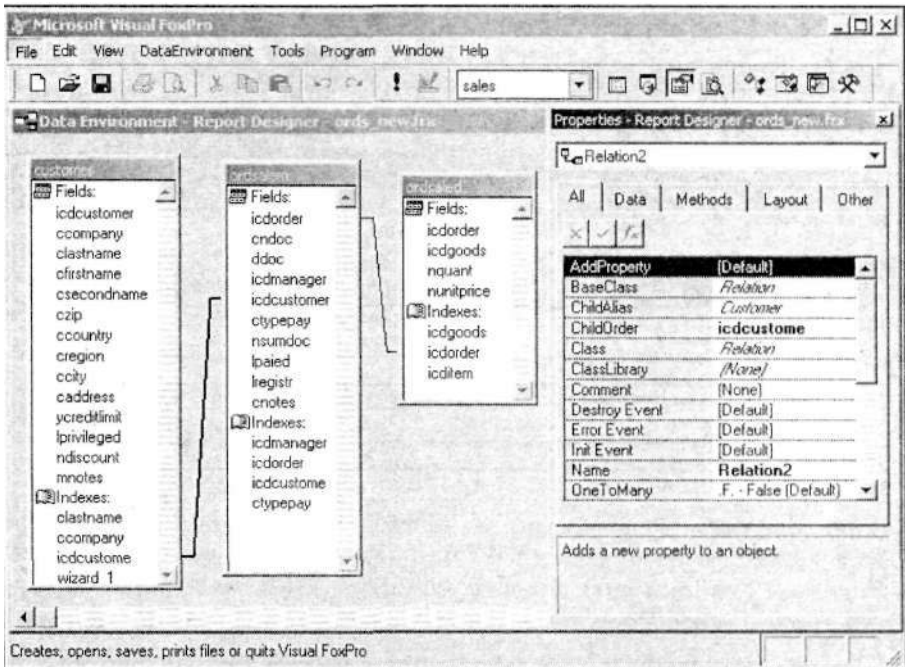 Microsoft Visual FoxPro
File Edit View DataEnvironment Tools Program Window Help
sales
Data Environment - Report Designer - ords_new.frx
customer
Fields:
icdcustomer
ccompany
clastname
cfirstname
csecondname
czip
ccountry
cregion
ccity
caddress
ycreditlimit
lprivileged
ndiscount
mnotes
Indexes:
clastname
ccompany
icdcustome
wizard_1
ordsalem
Fields:
icdorder
cndoc
ddoc
icdmanager
icdcustomer
ctypepay
nsumdoc
lpaied
lregistr
cnotes
Indexes:
icdmanager
icdorder
icdcustome
ctypepay
ordsaled
Fields:
icdorder
icdgoods
nquant
nunitprice
Indexes:
icdgoods
icdorder
icditem
Properties - Report Designer - ords_new.frx
Relation2
All Data Methods Layout Other
AddProperty [Default]
BaseClass Relation
ChildAlias Customer
ChildOrder icdcustome
Class Relation
ClassLibrary (None)
Comment (None)
Destroy Event [Default]
Error Event [Default]
Init Event [Default]
Name Relation2
OneToMany .F. - False (Default)
Adds a new property to an object.
Creates, opens, saves, prints files or quits Visual FoxPro